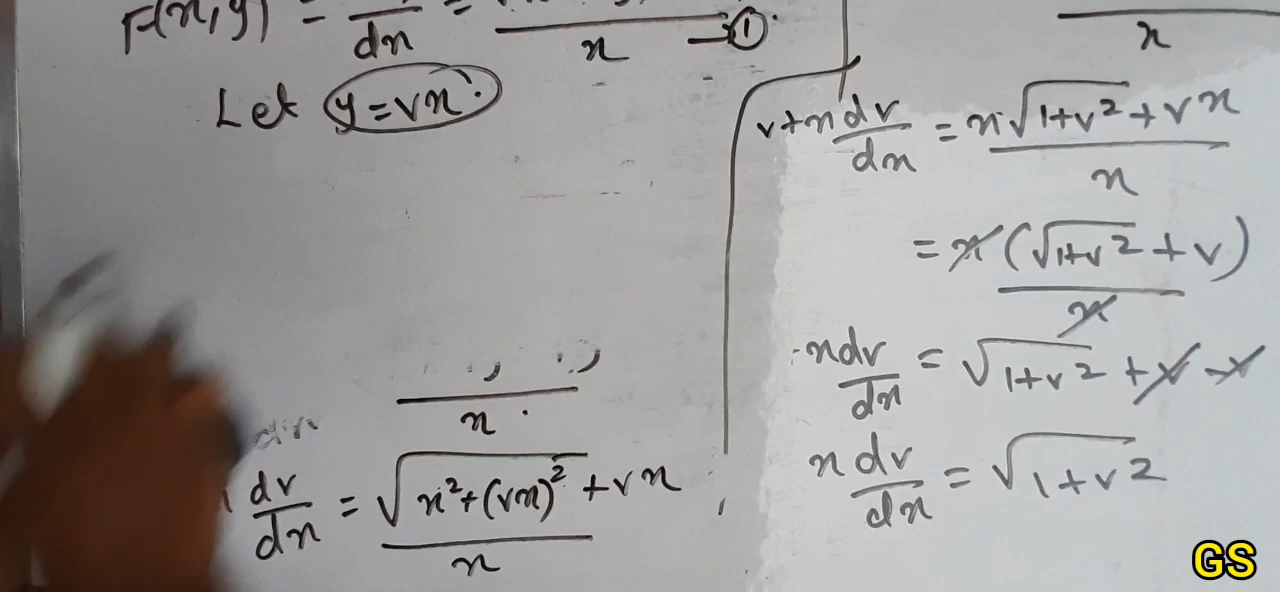 F(x,y) = /dx = /x —①
Let y=vx.
/x
dv/dx = √(x²+(vx)²) + vx / x
x
v+x dv/dx = x√(1+v²) + vx / x
= x(√(1+v²) + v) / x
x dv/dx = √(1+v²) + v - v
x dv/dx = √(1+v²)
GS